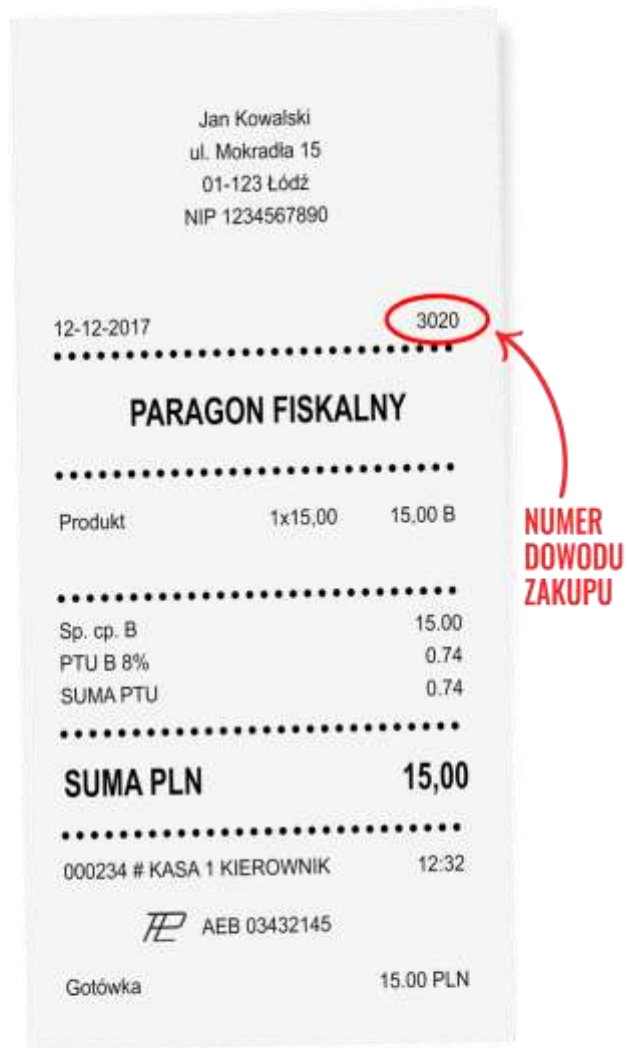 Jan Kowalski
ul. Mokradła 15
01-123 Łódź
NIP 1234567890
12-12-2017 3020
PARAGON FISKALNY
Produkt 1x15,00 15,00 B
Sp. cp. B 15.00
PTU B 8% 0.74
SUMA PTU 0.74
SUMA PLN 15,00
000234 # KASA 1 KIEROWNIK 12:32
AEB 03432145
Gotówka 15.00 PLN
NUMER
DOWODU
ZAKUPU